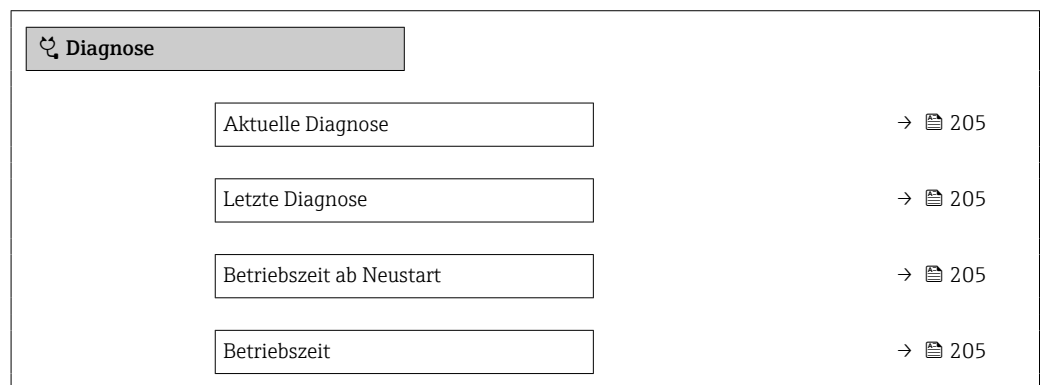 Diagnose
Aktuelle Diagnose → 205
Letzte Diagnose → 205
Betriebszeit ab Neustart → 205
Betriebszeit → 205